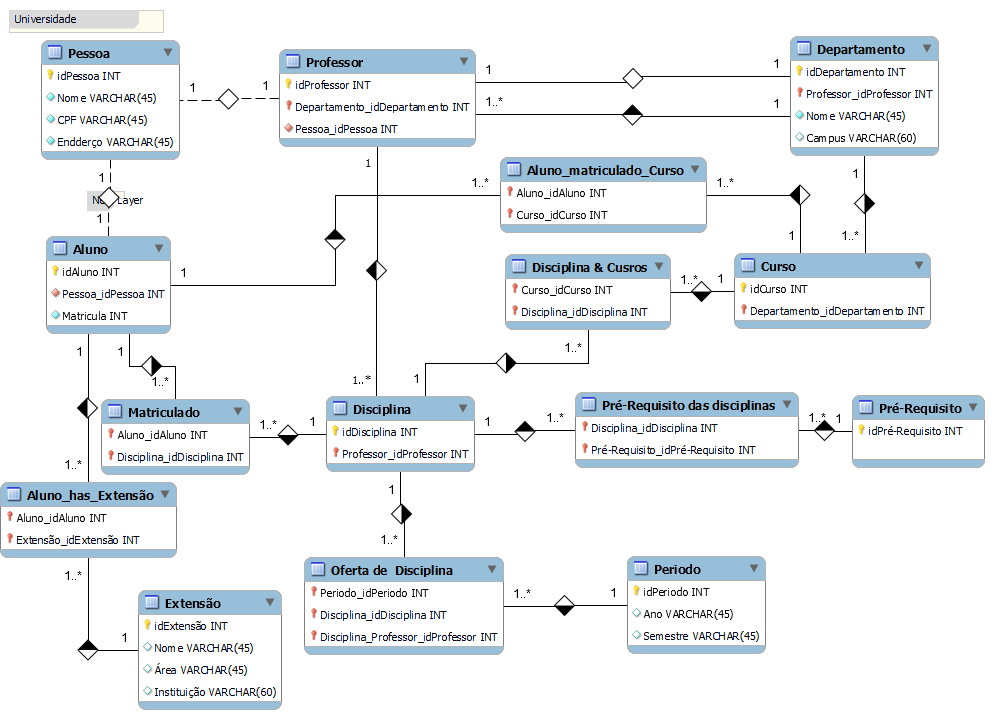 Universidade
Pessoa
idPessoa INT
Nome VARCHAR(45)
CPF VARCHAR(45)
Endderço VARCHAR(45)
1
1
Professor
idProfessor INT
Departamento_idDepartamento INT
Pessoa_idPessoa INT
1
1
1..*
1
Departamento
idDepartamento INT
Professor_idProfessor INT
Nome VARCHAR(45)
Campus VARCHAR(60)
1
1
Layer
1
1
1..*
Aluno_matriculado_Curso
Aluno_idAluno INT
Curso_idCurso INT
1..*
1
1..*
Aluno
idAluno INT
Pessoa_idPessoa INT
Matricula INT
1
Disciplina & Cusros
Curso_idCurso INT
Disciplina_idDisciplina INT
1..*
1
Curso
idCurso INT
Departamento_idDepartamento INT
1
1
1..*
1..*
1..*
1
Matriculado
Aluno_idAluno INT
Disciplina_idDisciplina INT
1..*
1
Disciplina
idDisciplina INT
Professor_idProfessor INT
1
1..*
Pré-Requisito das disciplinas
Disciplina_idDisciplina INT
Pré-Requisito_idPré-Requisito INT
1..*
1
Pré-Requisito
idPré-Requisito INT
1..*
Aluno_has_Extensão
Aluno_idAluno INT
Extensão_idExtensão INT
1
1..*
1..*
1
Extensão
idExtensão INT
Nome VARCHAR(45)
Área VARCHAR(45)
Instituição VARCHAR(60)
Oferta de Disciplina
Periodo_idPeriodo INT
Disciplina_idDisciplina INT
Disciplina_Professor_idProfessor INT
1..*
1
Periodo
idPeriodo INT
Ano VARCHAR(45)
Semestre VARCHAR(45)